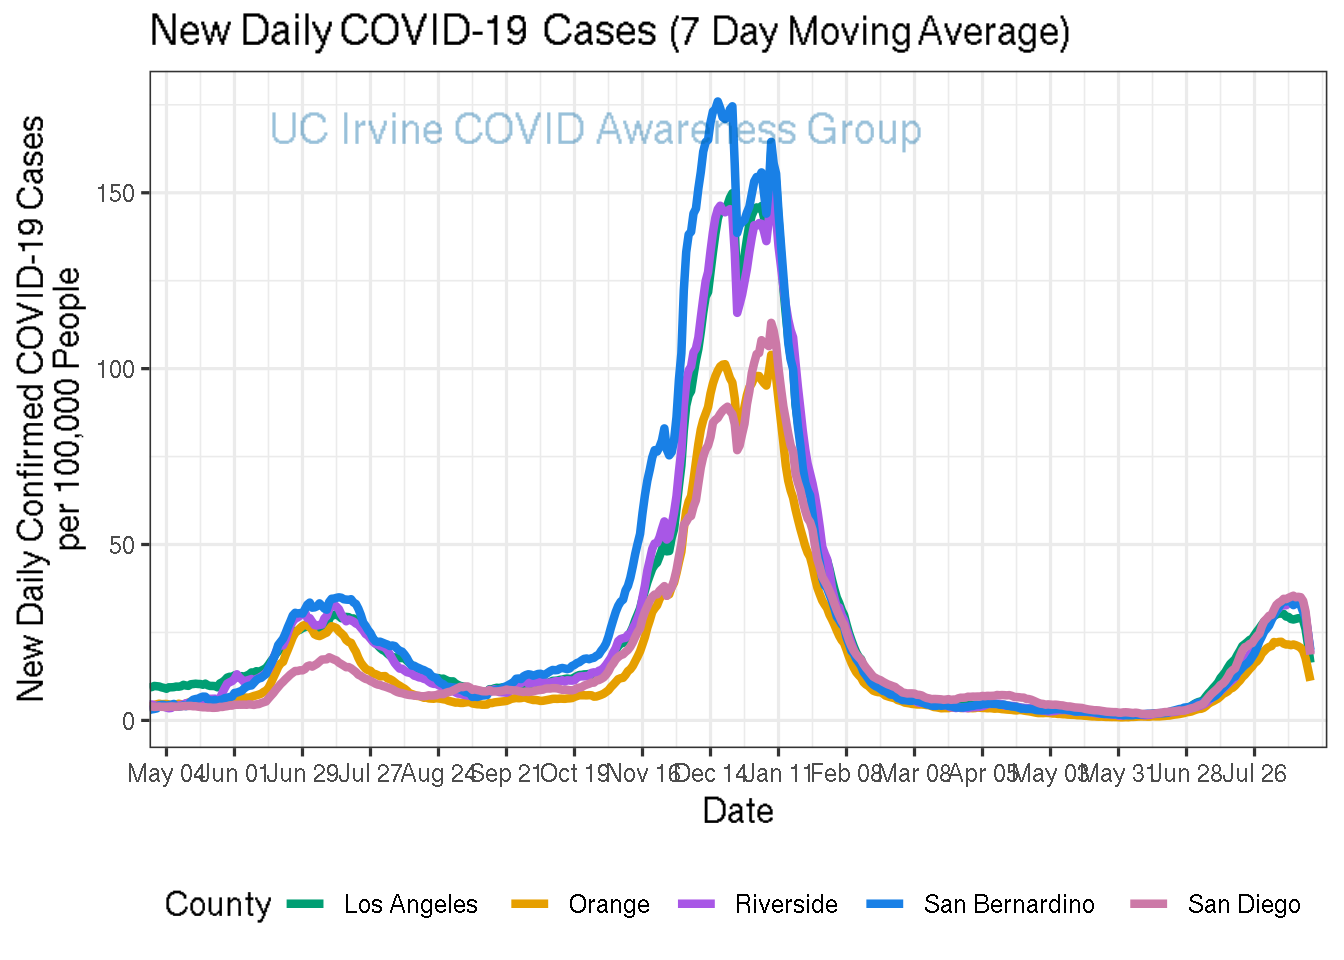 New Daily COVID-19 Cases (7 Day Moving Average)
UC Irvine COVID Awareness Group
New Daily Confirmed COVID-19 Cases
per 100,000 People
150
100
50
0
May 04 Jun 01 Jun 29 Jul 27 Aug 24 Sep 21 Oct 19 Nov 16 Dec 14 Jan 11 Feb 08 Mar 08 Apr 05 May 03 May 31 Jun 28 Jul 26
Date
County Los Angeles Orange Riverside San Bernardino San Diego